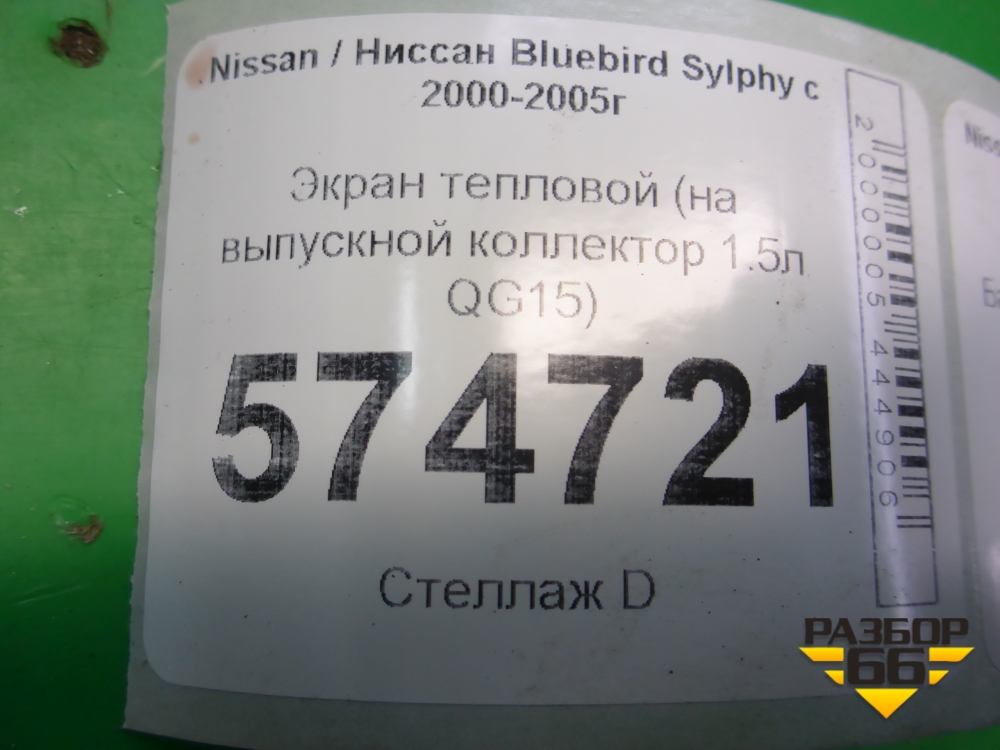 Nissan / Ниссан Bluebird Sylphy с
2000-2005г
Экран тепловой (на
выпускной коллектор 1.5л
QG15)
574721
Стеллаж D
2000005444906
РАЗБОР
66